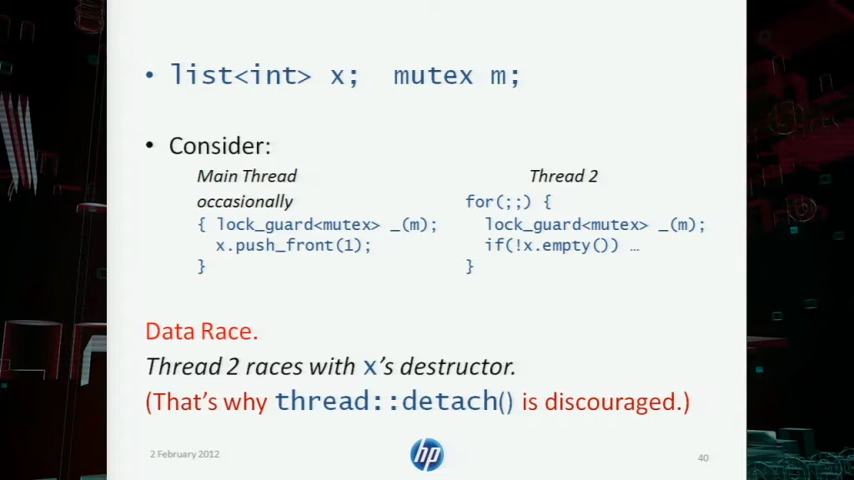 • list<int> x;  mutex m;
• Consider:
Main Thread
occasionally
{ lock_guard<mutex> _(m);
x.push_front(1);
}
Thread 2
for(;;) {
lock_guard<mutex> _(m);
if(!x.empty()) …
}
Data Race.
Thread 2 races with x's destructor.
(That's why thread::detach() is discouraged.)
2 February 2012
hp
40